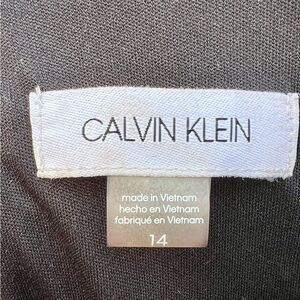 CALVIN KLEIN
made in Vietnam
hecho en Vietnam
fabriqué en Vietnam
14